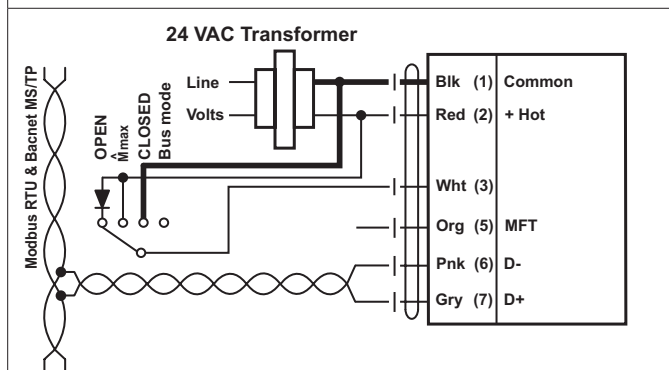 24 VAC Transformer
Line
Volts
Modbus RTU & Bacnet MS/TP
OPEN
M̂max
CLOSED
Bus mode
Blk (1) Common
Red (2) + Hot
Wht (3)
Org (5) MFT
Pnk (6) D-
Gry (7) D+